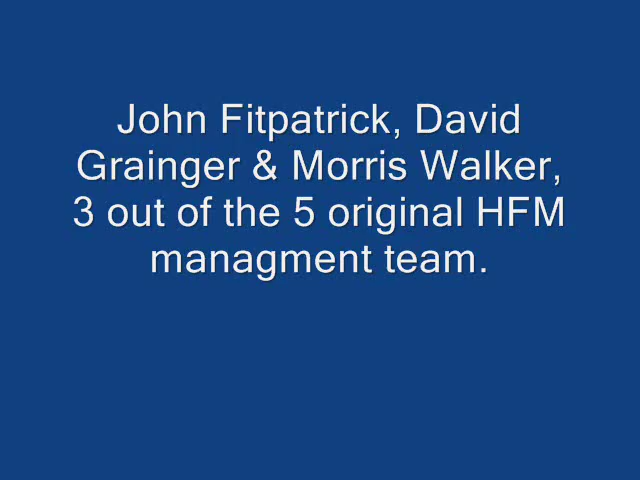 John Fitpatrick, David
Grainger & Morris Walker,
3 out of the 5 original HFM
managment team.